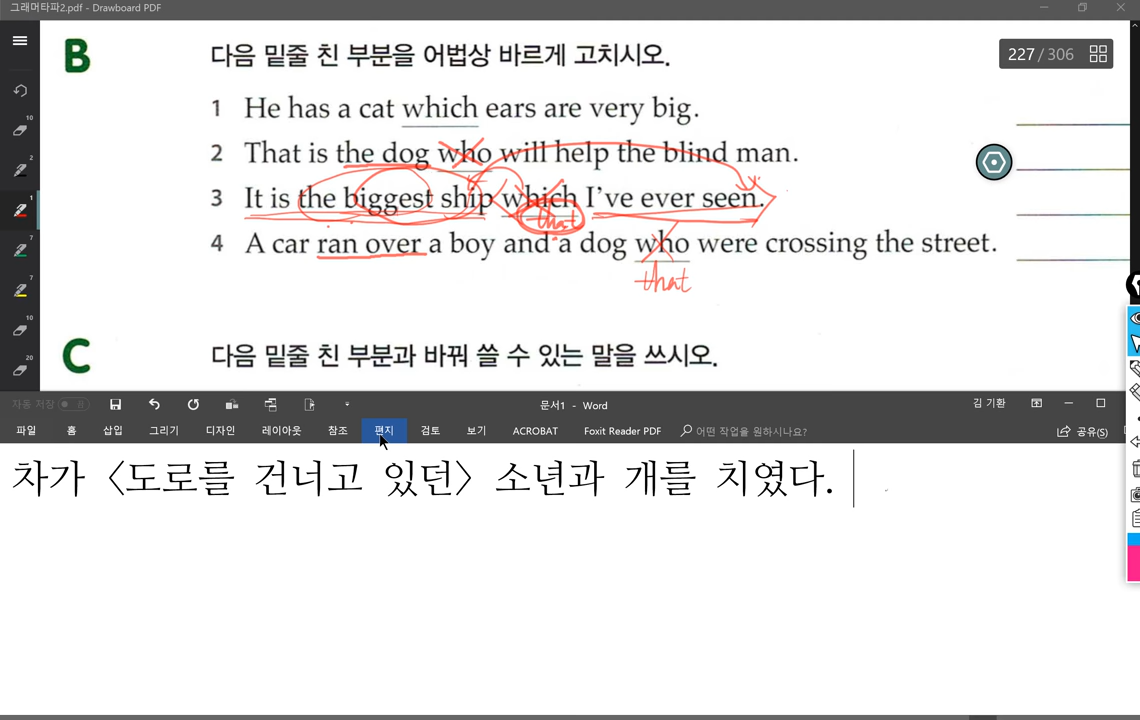 그래머타파2.pdf - Drawboard PDF
227 / 306
B 다음 밑줄 친 부분을 어법상 바르게 고치시오.
1 He has a cat which ears are very big.
2 That is the dog who will help the blind man.
3 It is the biggest ship which I've ever seen.
that
4 A car ran over a boy and a dog who were crossing the street.
that
C 다음 밑줄 친 부분과 바꿔 쓸 수 있는 말을 쓰시오.
10
2
1
7
7
10
20
자동 저장 문서1 - Word 김 기환
파일 홈 삽입 그리기 디자인 레이아웃 참조 편지 검토 보기 ACROBAT Foxit Reader PDF 어떤 작업을 원하시나요? 공유(S)
차가 〈도로를 건너고 있던〉 소년과 개를 치였다.